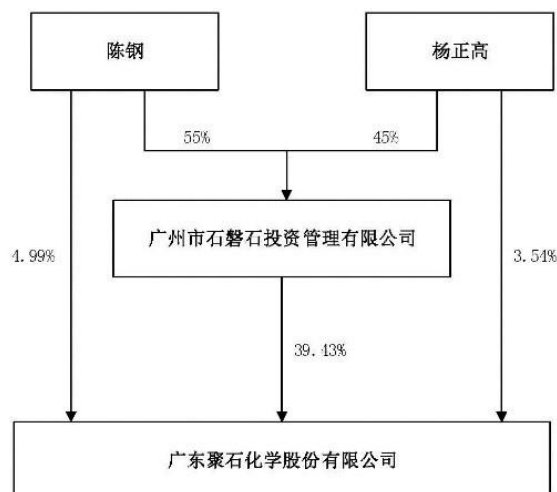 陈钢
杨正高
55%
45%
广州市石磐石投资管理有限公司
4.99%
3.54%
39.43%
广东聚石化学股份有限公司